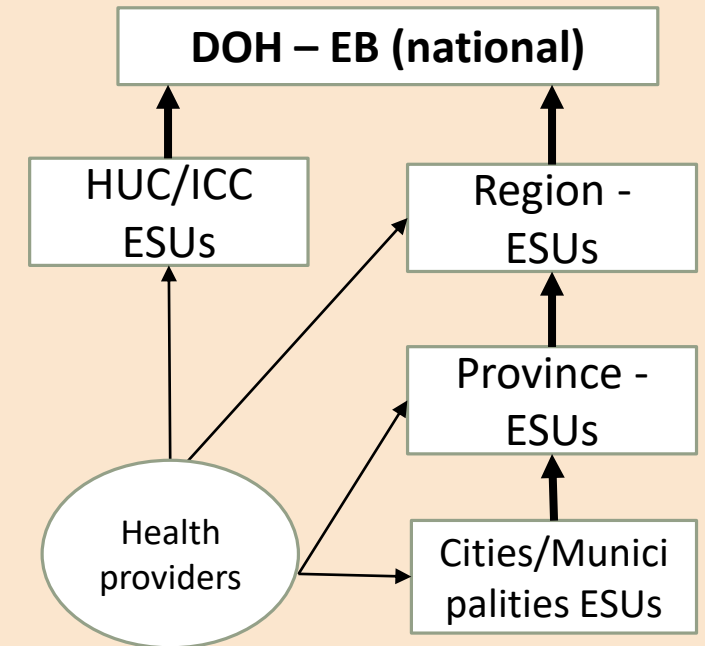 DOH – EB (national)
HUC/ICC
ESUs
Region -
ESUs
Province -
ESUs
Health
providers
Cities/Munici
palities ESUs